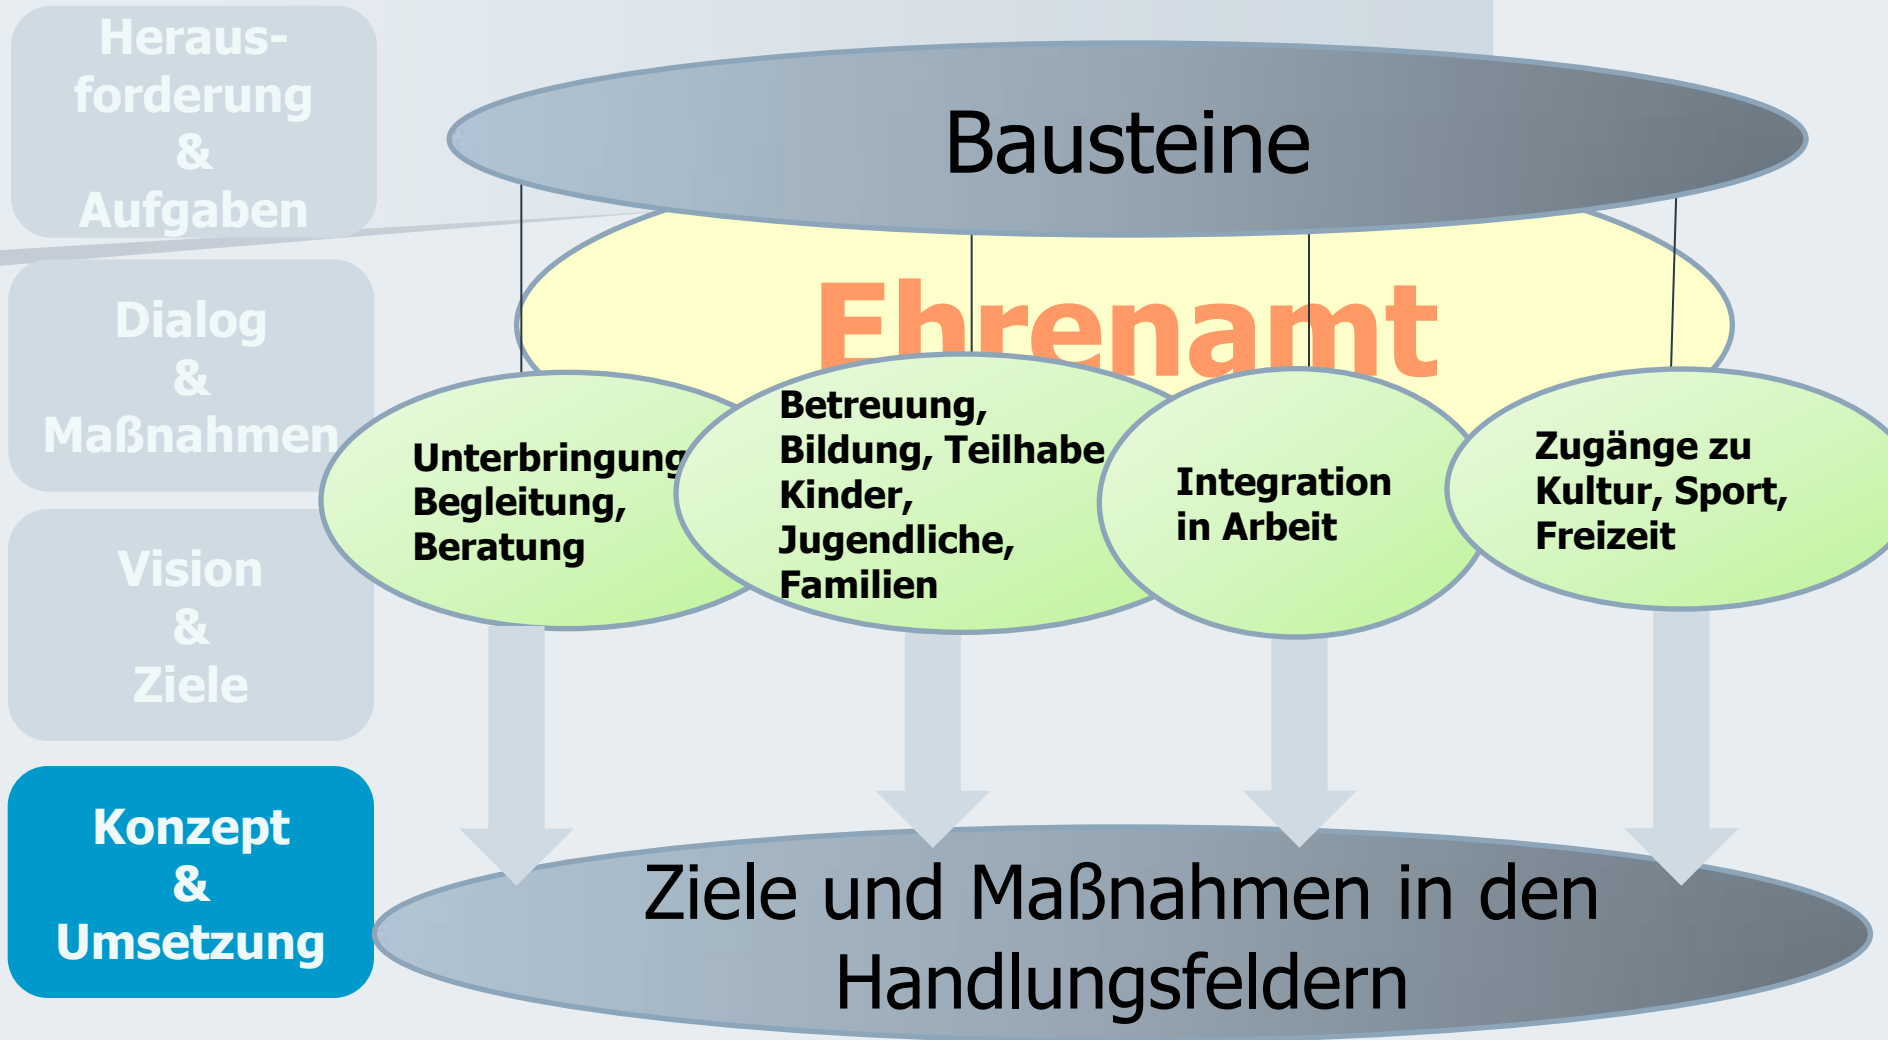 Heraus-
forderung
&
Aufgaben
Dialog
&
Maßnahmen
Vision
&
Ziele
Konzept
&
Umsetzung
Bausteine
Ehrenamt
Unterbringung
Begleitung,
Beratung
Betreuung,
Bildung, Teilhabe
Kinder,
Jugendliche,
Familien
Integration
in Arbeit
Zugänge zu
Kultur, Sport,
Freizeit
Ziele und Maßnahmen in den
Handlungsfeldern